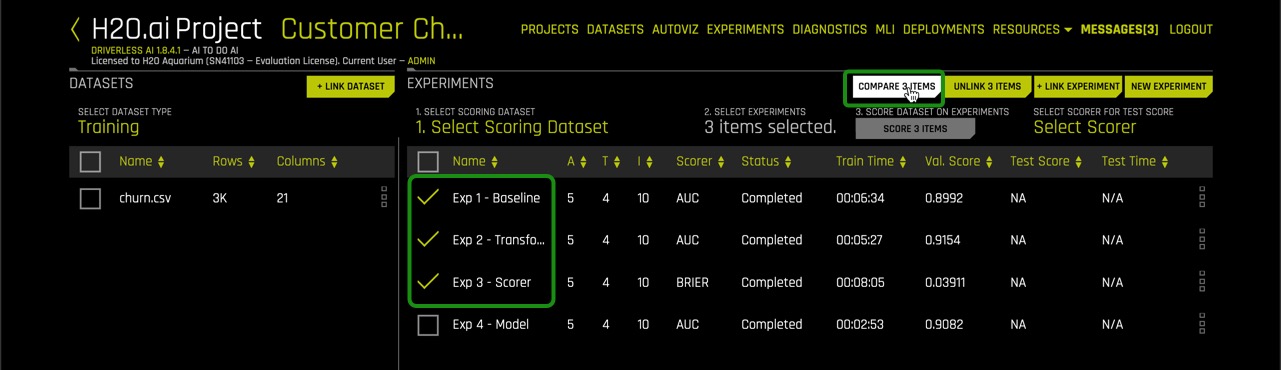 H2O.ai Project Customer Ch...
DRIVERLESS AI 1.8.4.1 – AI TO DO AI
Licensed to H2O Aquarium (SN41103 – Evaluation License). Current User – ADMIN
PROJECTS DATASETS AUTOVIZ EXPERIMENTS DIAGNOSTICS MLI DEPLOYMENTS RESOURCES MESSAGES[3] LOGOUT
DATASETS
+ LINK DATASET
SELECT DATASET TYPE
Training
Name Rows Columns
churn.csv 3K 21
EXPERIMENTS
COMPARE 3 ITEMS UNLINK 3 ITEMS + LINK EXPERIMENT NEW EXPERIMENT
1. SELECT SCORING DATASET 2. SELECT EXPERIMENTS 3. SCORE DATASET ON EXPERIMENTS SELECT SCORER FOR TEST SCORE
1. Select Scoring Dataset 3 items selected. SCORE 3 ITEMS Select Scorer
Name A T I Scorer Status Train Time Val. Score Test Score Test Time
Exp 1 - Baseline 5 4 10 AUC Completed 00:06:34 0.8992 NA N/A
Exp 2 - Transfo... 5 4 10 AUC Completed 00:05:27 0.9154 NA N/A
Exp 3 - Scorer 5 4 10 BRIER Completed 00:08:05 0.03911 NA N/A
Exp 4 - Model 5 4 10 AUC Completed 00:02:53 0.9082 NA N/A